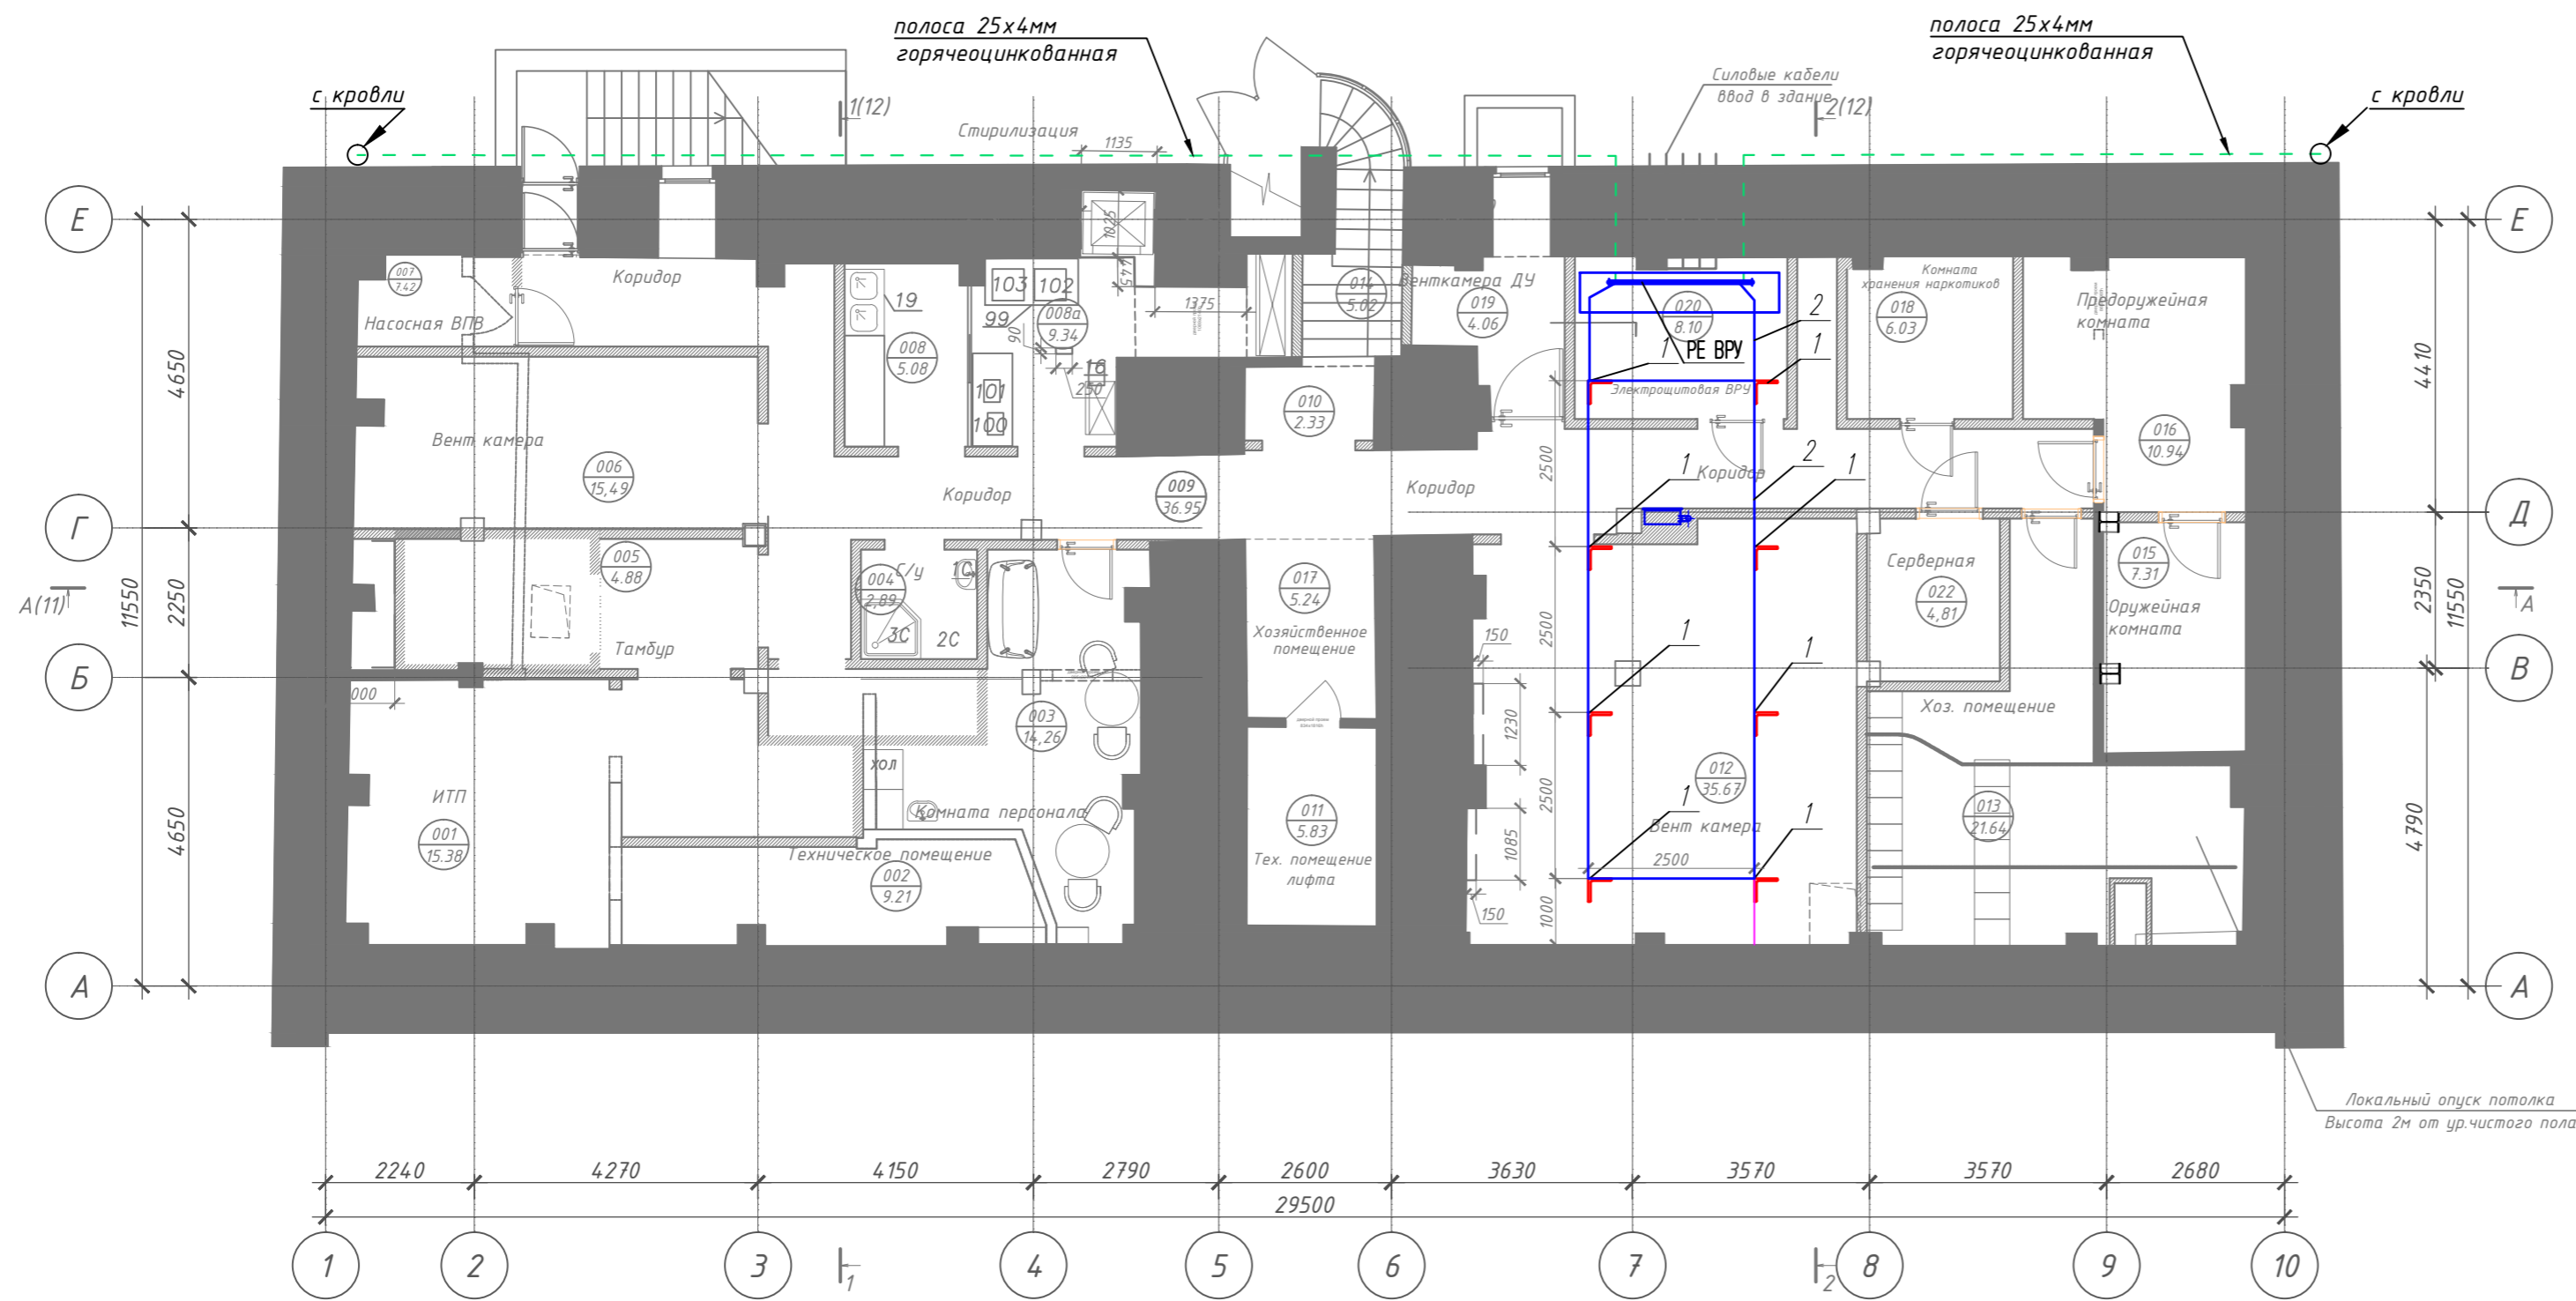 полоса 25х4мм
горячеоцинкованная
полоса 25х4мм
горячеоцинкованная
с кровли
с кровли
Силовые кабели
ввод в здание
1(12)
2(12)
Стирилизация
1135
Е
Е
007
7.42
Коридор
Насосная ВПВ
19
103
102
99
008а
9.34
1025
445
1375
90
008
5.08
16
250
101
100
014
5.02
Венткамера ДУ
019
4.06
020
8.10
2
1
РЕ ВРУ
1
Электрощитовая ВРУ
Комната
хранения наркотиков
018
6.03
Предоружейная
комната
4650
4410
010
2.33
Вент камера
006
15,49
Коридор
009
36.95
Коридор
2500
1
Коридор
2
1
016
10.94
Г
Д
005
4.88
Тамбур
004
2,89
С/у
1С
3С
2С
017
5.24
Хозяйственное
помещение
150
2500
1
1
Серверная
022
4,81
015
7.31
Оружейная
комната
А(11)
11550
2250
2350
11550
А
Б
В
000
003
14,26
1230
Хоз. помещение
хол
ИТП
001
15.38
Комната персонала
Техническое помещение
002
9.21
011
5.83
Тех. помещение
лифта
1085
150
2500
1
1
012
35.67
Вент камера
2500
1000
013
21.64
4650
4790
А
А
Локальный опуск потолка
Высота 2м от ур.чистого пола
2240
4270
4150
2790
2600
3630
3570
3570
2680
29500
1
2
3
1
4
5
6
7
2
8
9
10